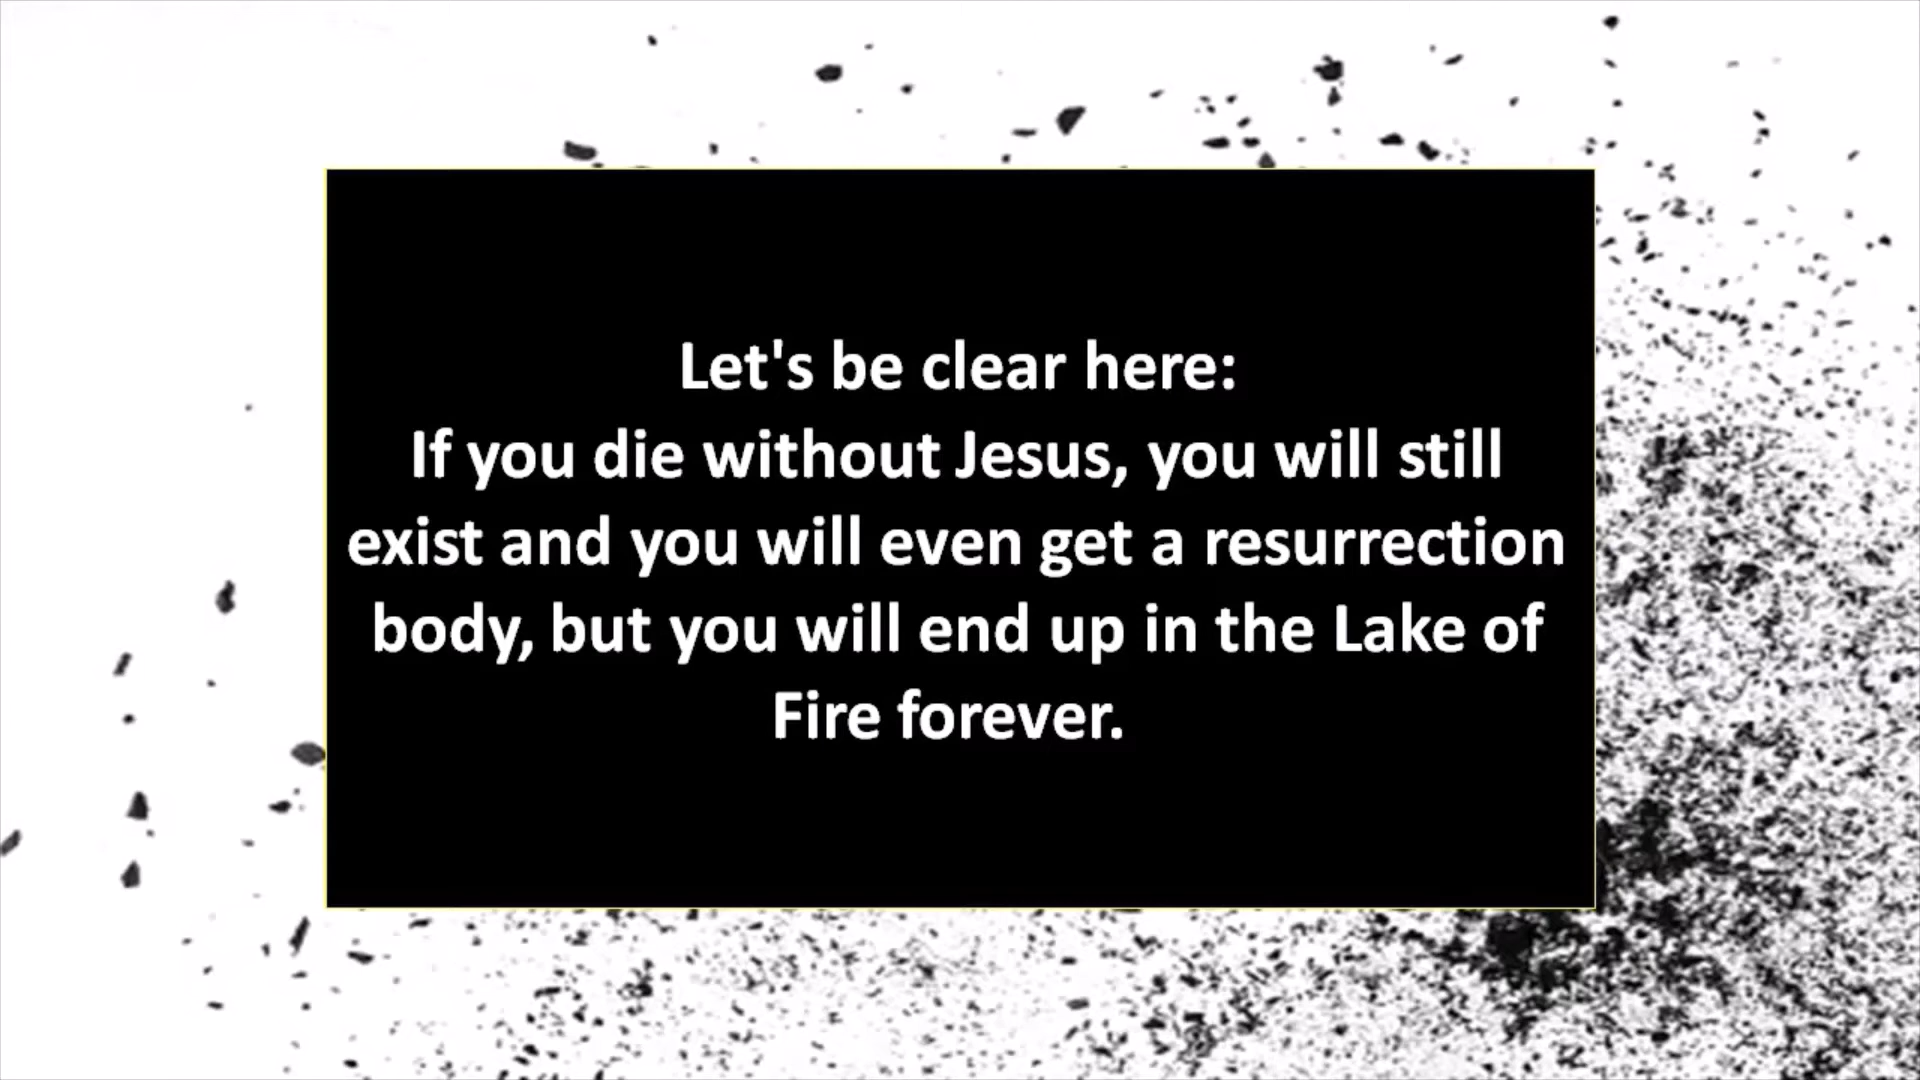 Let's be clear here:
If you die without Jesus, you will still
exist and you will even get a resurrection
body, but you will end up in the Lake of
Fire forever.